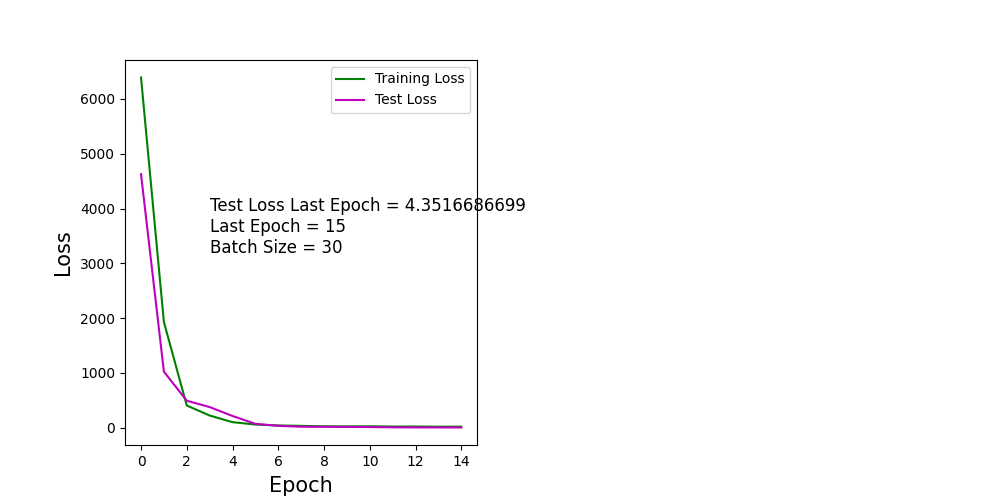 Training Loss
Test Loss
6000
5000
4000
3000
2000
1000
0
Loss
Test Loss Last Epoch = 4.3516686699
Last Epoch = 15
Batch Size = 30
0 2 4 6 8 10 12 14
Epoch